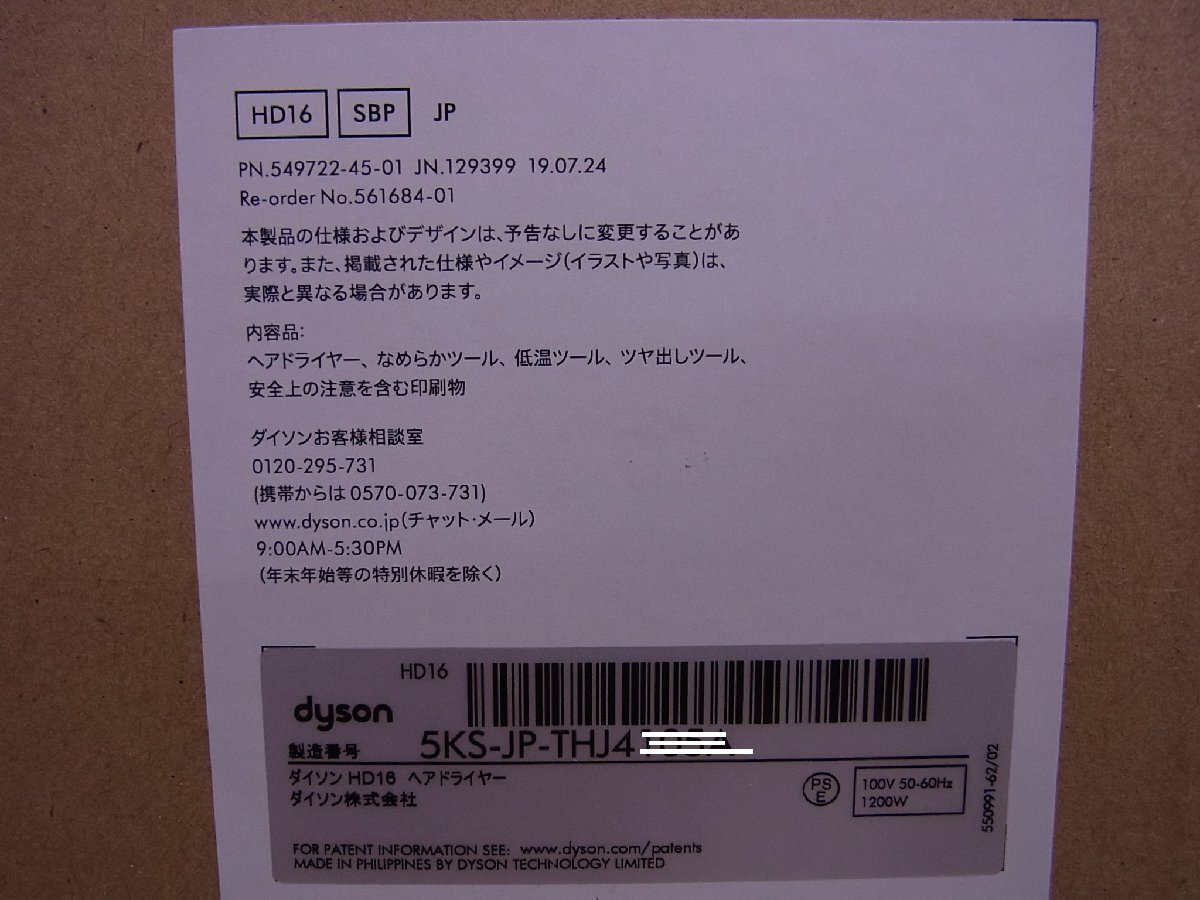 HD16 SBP JP
PN.549722-45-01 JN.129399 19.07.24
Re-order No.561684-01
本製品の仕様およびデザインは、予告なしに変更することがあ
ります。また、掲載された仕様やイメージ(イラストや写真)は、
実際と異なる場合があります。
内容品:
ヘアドライヤー、なめらかツール、低温ツール、ツヤ出しツール、
安全上の注意を含む印刷物
ダイソンお客様相談室
0120-295-731
(携帯からは 0570-073-731)
www.dyson.co.jp(チャット・メール)
9:00AM-5:30PM
(年末年始等の特別休暇を除く)
HD16
dyson
製造番号 5KS-JP-THJ4
ダイソン HD16 ヘアドライヤー
ダイソン株式会社
PS
E
100V 50-60Hz
1200W
550991-62/02
FOR PATENT INFORMATION SEE: www.dyson.com/patents
MADE IN PHILIPPINES BY DYSON TECHNOLOGY LIMITED